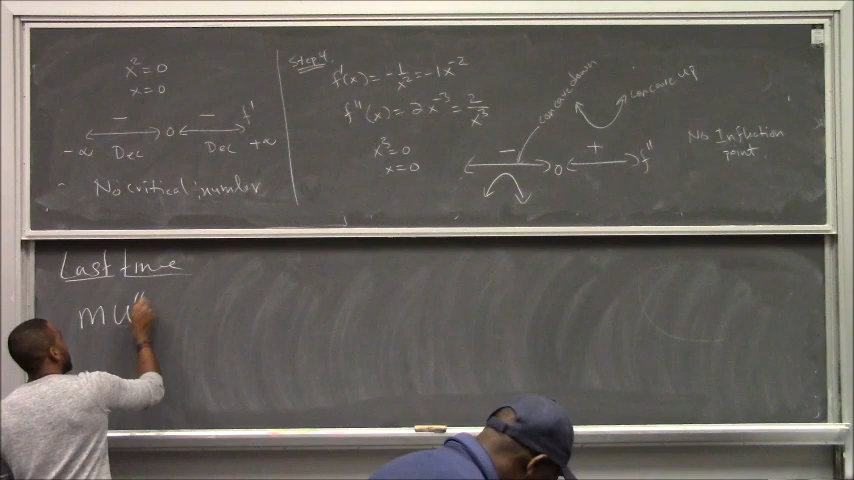 x² = 0
x = 0
− 0 − f'
-∞ Dec Dec +∞
No critical number
Step 4.
f'(x) = -1/x² = -1x⁻²
f''(x) = 2x⁻³ = 2/x³
x³ = 0
x = 0
concave down
concave up
− 0 + f''
No Inflection
point.
Last time
mu''